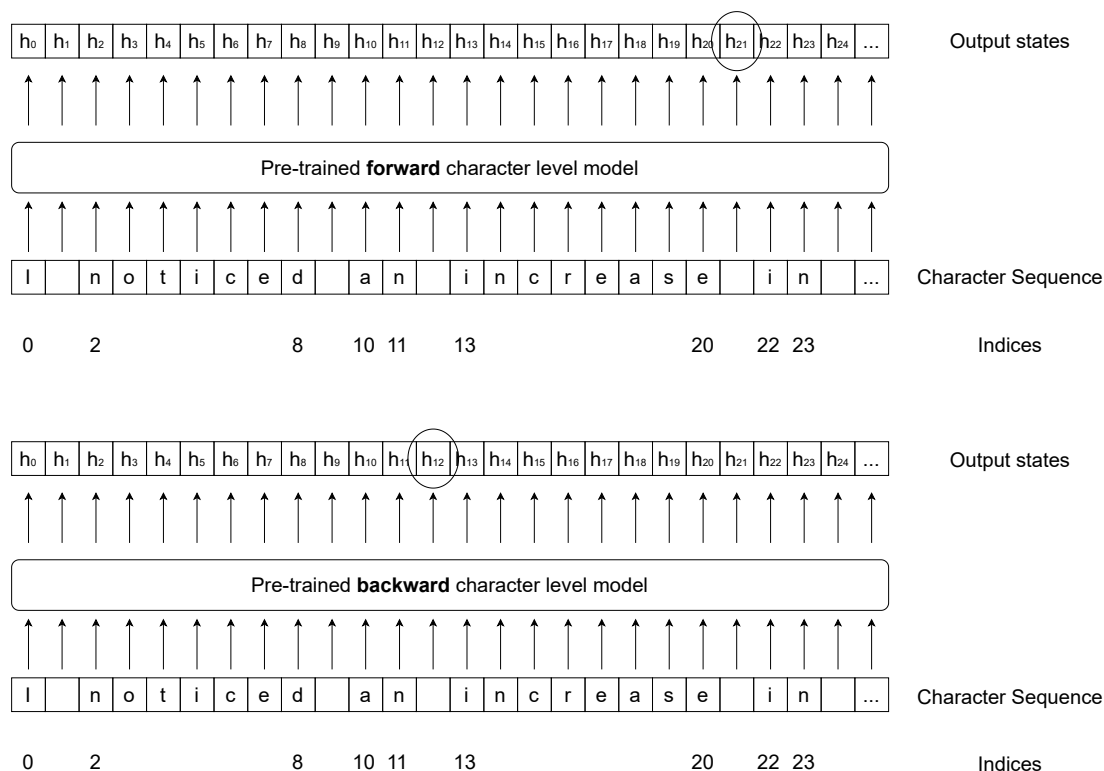 h₀ h₁ h₂ h₃ h₄ h₅ h₆ h₇ h₈ h₉ h₁₀ h₁₁ h₁₂ h₁₃ h₁₄ h₁₅ h₁₆ h₁₇ h₁₈ h₁₉ h₂₀ h₂₁ h₂₂ h₂₃ h₂₄ ... Output states
Pre-trained forward character level model
I n o t i c e d a n i n c r e a s e i n ... Character Sequence
0 2 8 10 11 13 20 22 23 Indices
h₀ h₁ h₂ h₃ h₄ h₅ h₆ h₇ h₈ h₉ h₁₀ h₁₁ h₁₂ h₁₃ h₁₄ h₁₅ h₁₆ h₁₇ h₁₈ h₁₉ h₂₀ h₂₁ h₂₂ h₂₃ h₂₄ ... Output states
Pre-trained backward character level model
I n o t i c e d a n i n c r e a s e i n ... Character Sequence
0 2 8 10 11 13 20 22 23 Indices